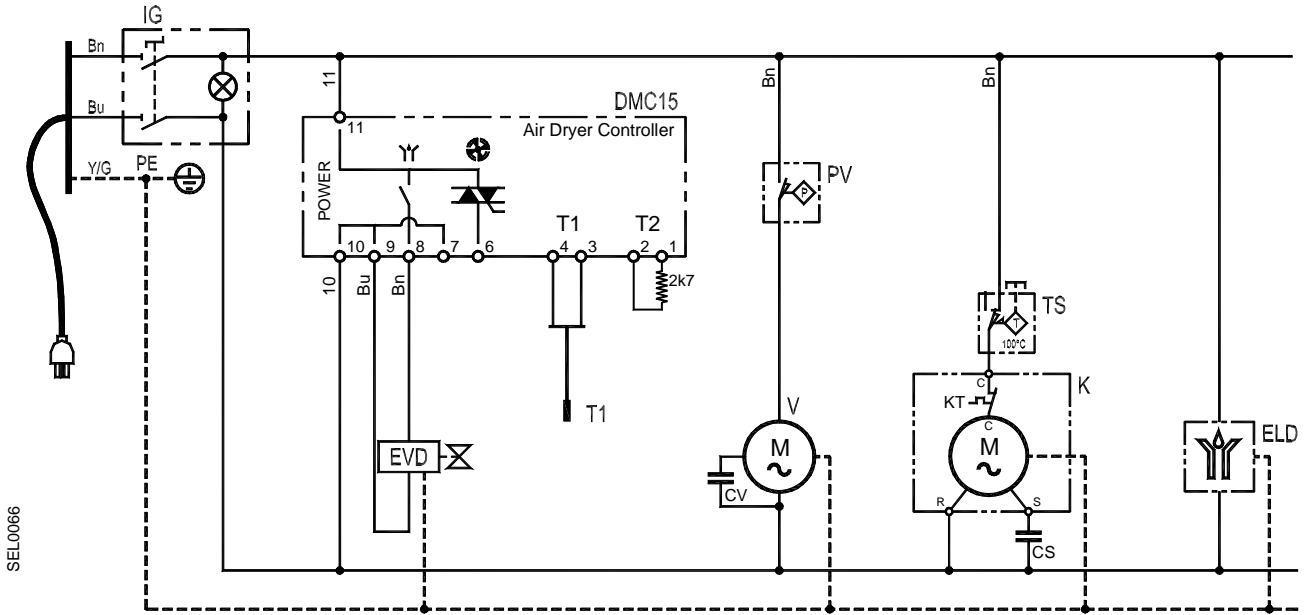 IG
Bn
Bu
Y/G
PE
11
11
DMC15
Air Dryer Controller
POWER
10
9
8
7
6
T1
4
3
T2
2
1
10
Bu
Bn
2k7
T1
EVD
Bn
PV
P
V
M
CV
Bn
TS
T
100°C
C
K
KT
C
M
R
S
CS
ELD
SEL0066